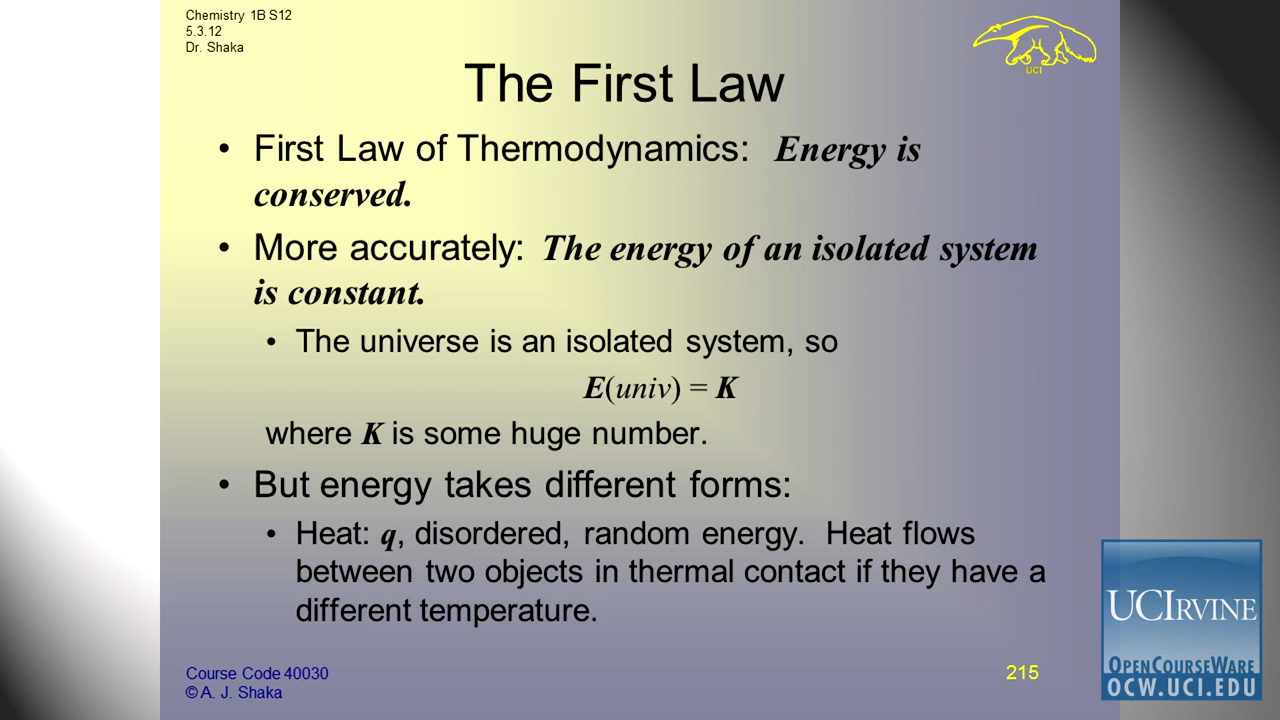 Chemistry 1B S12
5.3.12
Dr. Shaka
UCI
The First Law
• First Law of Thermodynamics: Energy is
conserved.
• More accurately: The energy of an isolated system
is constant.
• The universe is an isolated system, so
E(univ) = K
where K is some huge number.
• But energy takes different forms:
• Heat: q, disordered, random energy. Heat flows
between two objects in thermal contact if they have a
different temperature.
Course Code 40030
© A. J. Shaka
215
UCIRVINE
OPENCOURSEWARE
OCW.UCI.EDU